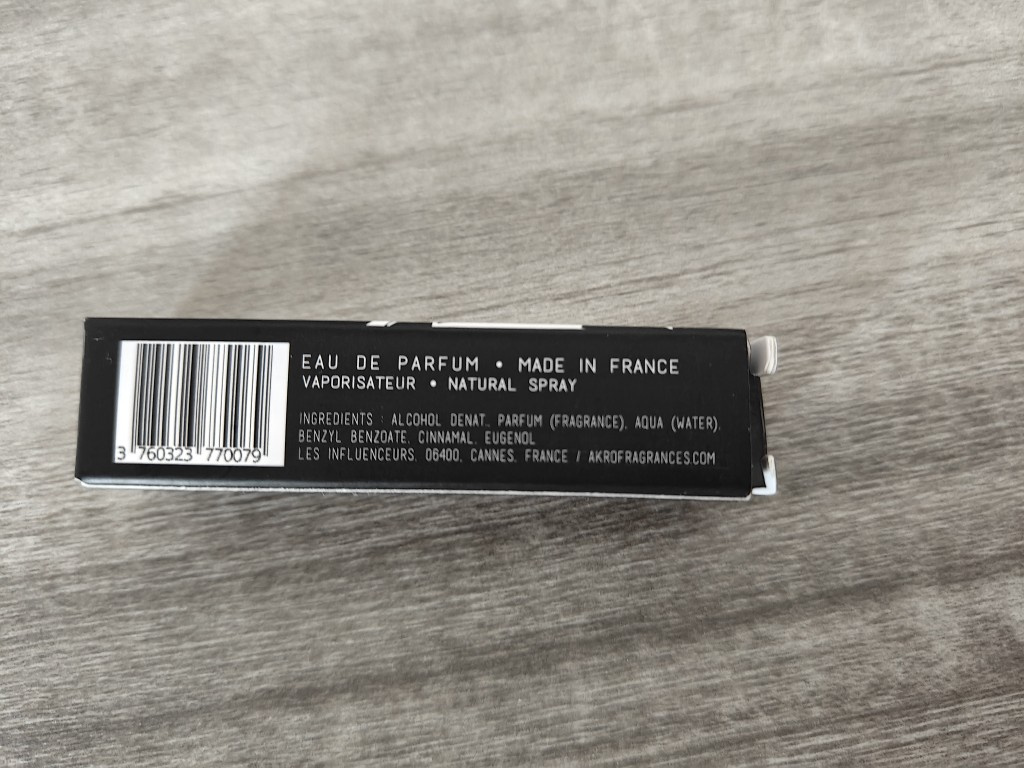 EAU DE PARFUM • MADE IN FRANCE
VAPORISATEUR • NATURAL SPRAY
INGREDIENTS : ALCOHOL DENAT., PARFUM (FRAGRANCE), AQUA (WATER),
BENZYL BENZOATE, CINNAMAL, EUGENOL
LES INFLUENCEURS, 06400, CANNES, FRANCE / AKROFRAGRANCES.COM
3 760323 770079